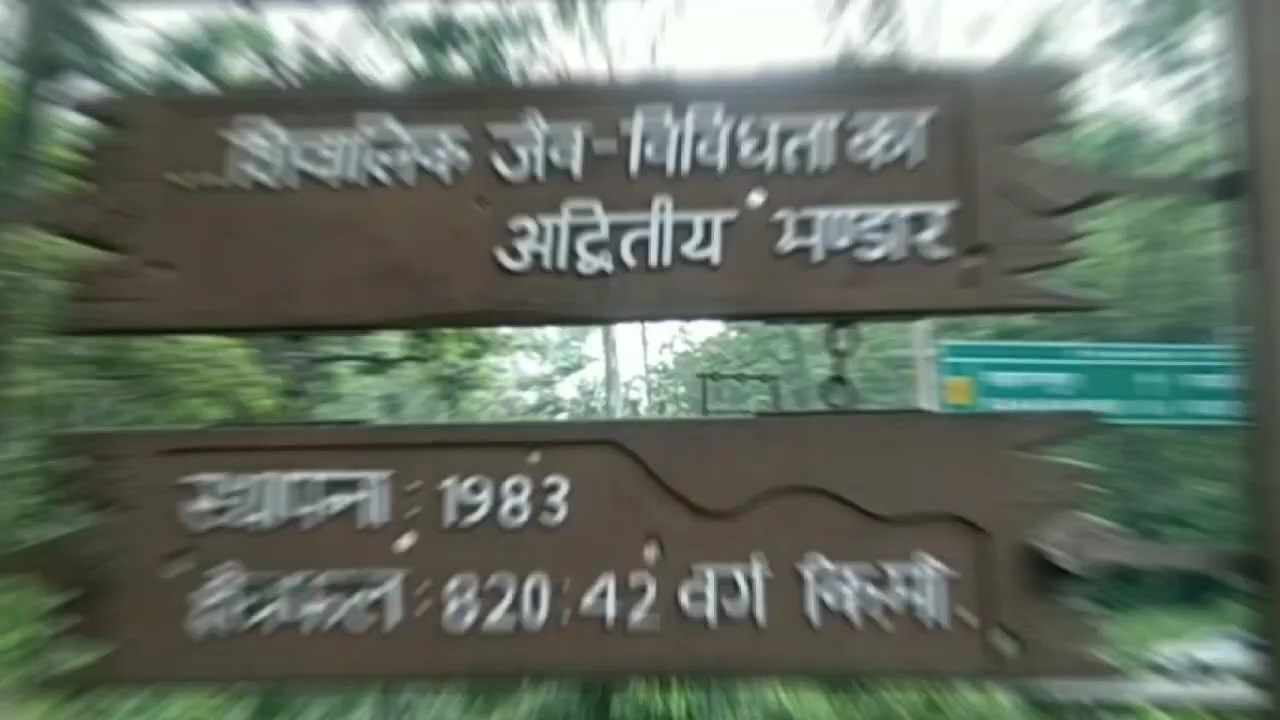 ...शिवालिक जैव-विविधता का
अद्वितीय भण्डार
स्थापना : 1983
क्षेत्रफल : 820.42 वर्ग किमी.